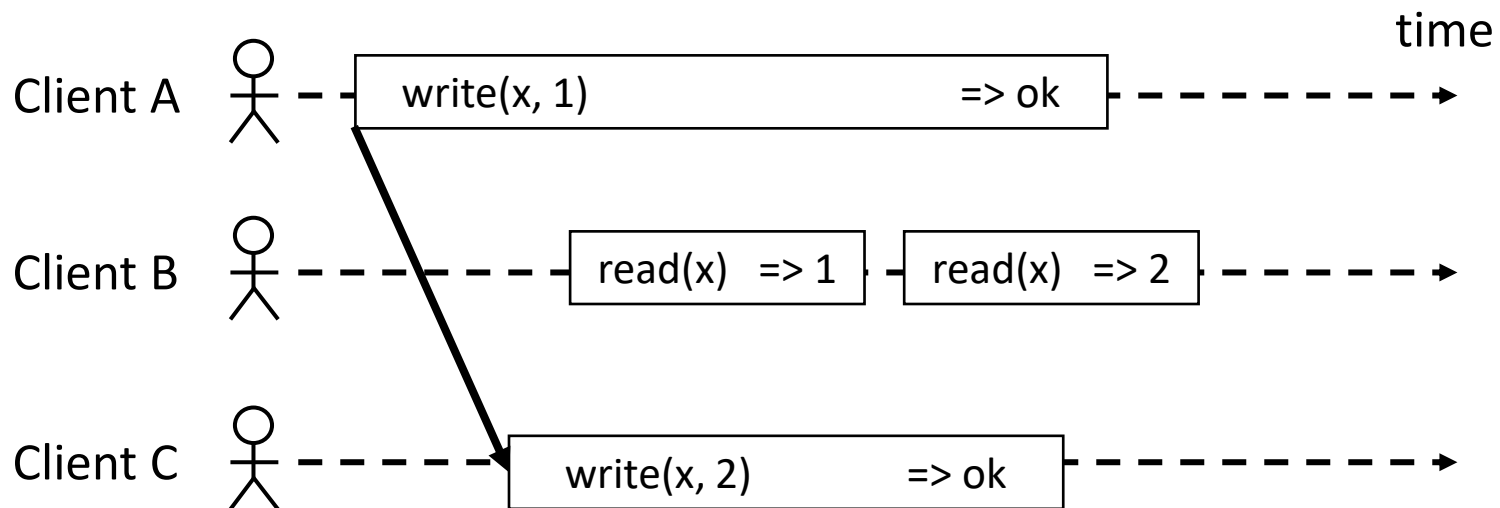 time
Client A write(x, 1) => ok
Client B read(x) => 1 read(x) => 2
Client C write(x, 2) => ok